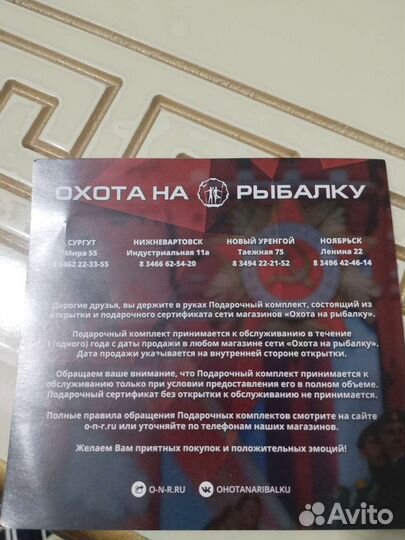 ОХОТА НА РЫБАЛКУ
СУРГУТ
Мира 55
8 3462 22-33-55
НИЖНЕВАРТОВСК
Индустриальная 11а
8 3466 62-54-20
НОВЫЙ УРЕНГОЙ
Таежная 75
8 3494 22-21-52
НОЯБРЬСК
Ленина 22
8 3496 42-46-14
Дорогие друзья, вы держите в руках Подарочный комплект, состоящий из
открытки и подарочного сертификата сети магазинов «Охота на рыбалку».
Подарочный комплект принимается к обслуживанию в течение
1 (одного) года с даты продажи в любом магазине сети «Охота на рыбалку».
Дата продажи указывается на внутренней стороне открытки.
Обращаем ваше внимание, что Подарочный комплект принимается к
обслуживанию только при условии предоставления его в полном объеме.
Подарочный сертификат без открытки к обслуживанию не принимается.
Полные правила обращения Подарочных комплектов смотрите на сайте
o-n-r.ru или уточняйте по телефонам наших магазинов.
Желаем Вам приятных покупок и положительных эмоций!
O-N-R.RU
OHOTANARIBALKU
Avito